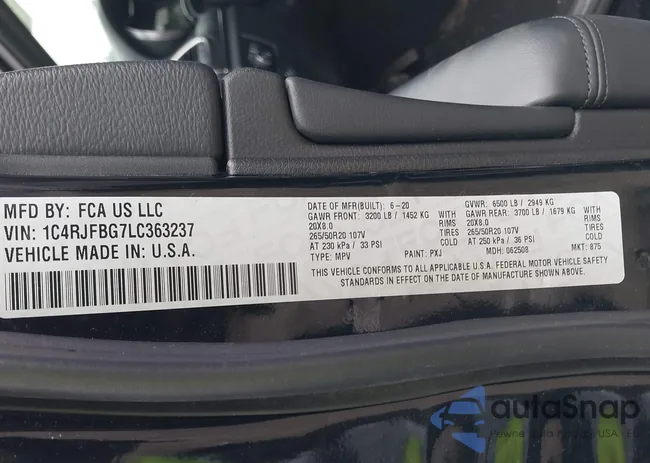 MFD BY: FCA US LLC
VIN: 1C4RJFBG7LC363237
VEHICLE MADE IN: U.S.A.
DATE OF MFR(BUILT): 6-20
GAWR FRONT: 3200 LB / 1452 KG
20X8.0 RIMS
265/50R20 107V TIRES
AT 230 kPa / 33 PSI COLD
TYPE: MPV PAINT: PXJ
GVWR: 6500 LB / 2949 KG
GAWR REAR: 3700 LB / 1679 KG
20X8.0 RIMS
265/50R20 107V TIRES
AT 250 kPa / 36 PSI COLD
MDH: 062508 MKT: 875
THIS VEHICLE CONFORMS TO ALL APPLICABLE U.S.A. FEDERAL MOTOR VEHICLE SAFETY
STANDARDS IN EFFECT ON THE DATE OF MANUFACTURE SHOWN ABOVE.
autaSnap
Pewne auta
USA